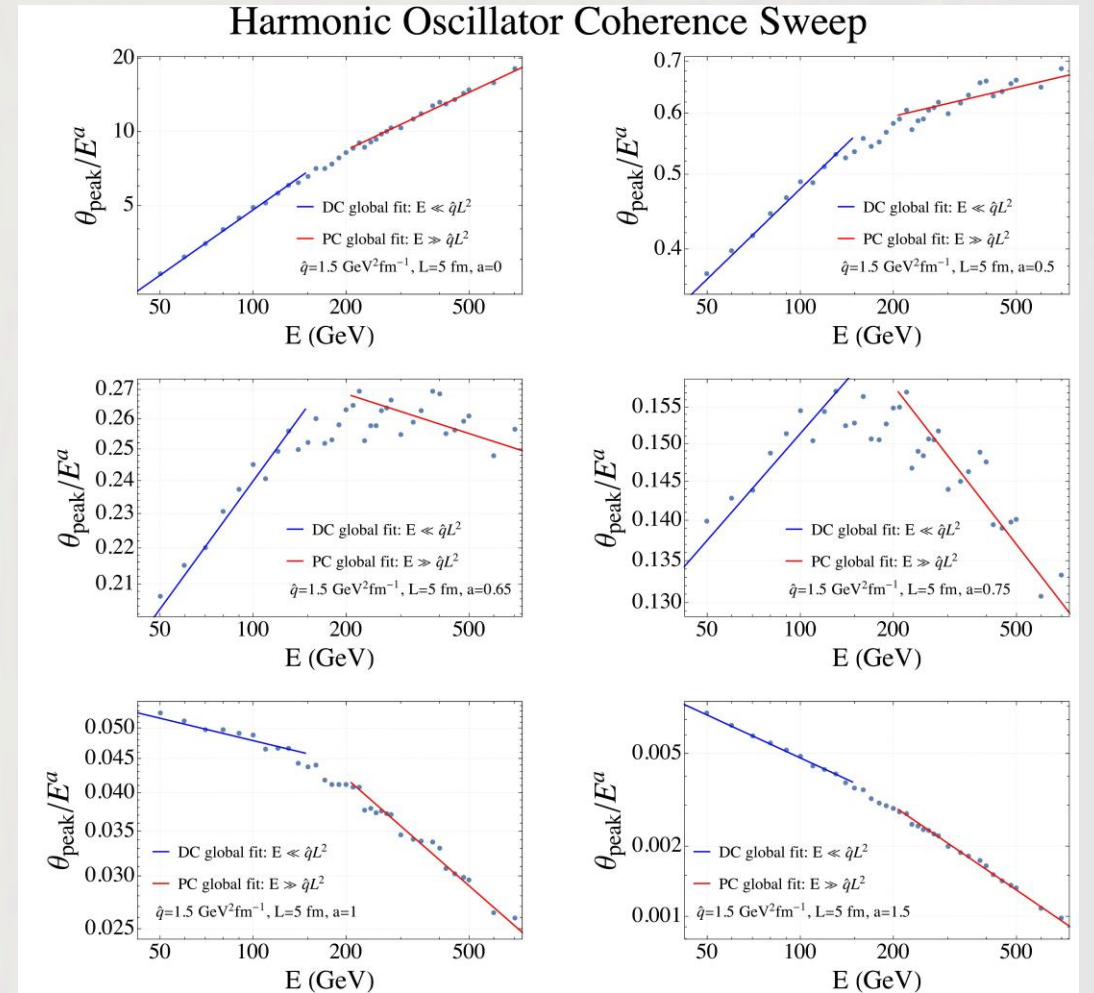 Harmonic Oscillator Coherence Sweep
θpeak/E^a
20
10
5
DC global fit: E ≪ q̂L²
PC global fit: E ≫ q̂L²
q̂=1.5 GeV²fm⁻¹, L=5 fm, a=0
50 100 200 500
E (GeV)
θpeak/E^a
0.7
0.6
0.5
0.4
DC global fit: E ≪ q̂L²
PC global fit: E ≫ q̂L²
q̂=1.5 GeV²fm⁻¹, L=5 fm, a=0.5
50 100 200 500
E (GeV)
θpeak/E^a
0.27
0.26
0.25
0.24
0.23
0.22
0.21
DC global fit: E ≪ q̂L²
PC global fit: E ≫ q̂L²
q̂=1.5 GeV²fm⁻¹, L=5 fm, a=0.65
50 100 200 500
E (GeV)
θpeak/E^a
0.155
0.150
0.145
0.140
0.135
0.130
DC global fit: E ≪ q̂L²
PC global fit: E ≫ q̂L²
q̂=1.5 GeV²fm⁻¹, L=5 fm, a=0.75
50 100 200 500
E (GeV)
θpeak/E^a
0.050
0.045
0.040
0.035
0.030
0.025
DC global fit: E ≪ q̂L²
PC global fit: E ≫ q̂L²
q̂=1.5 GeV²fm⁻¹, L=5 fm, a=1
50 100 200 500
E (GeV)
θpeak/E^a
0.005
0.002
0.001
DC global fit: E ≪ q̂L²
PC global fit: E ≫ q̂L²
q̂=1.5 GeV²fm⁻¹, L=5 fm, a=1.5
50 100 200 500
E (GeV)